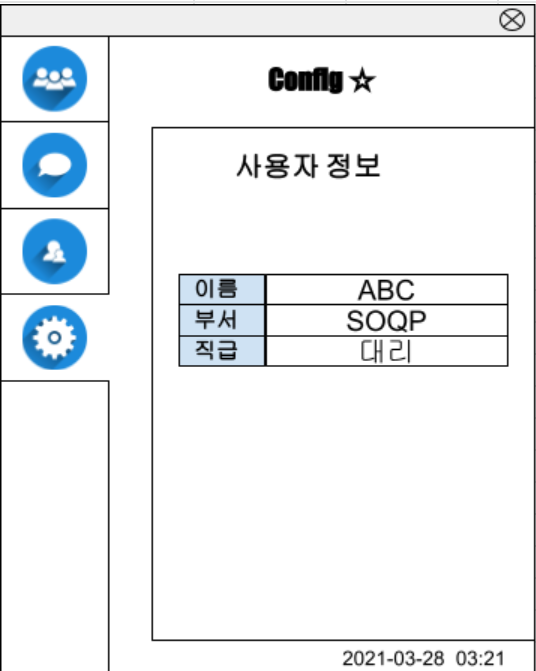 Config ☆
사용자 정보
이름 ABC
부서 SOQP
직급 대리
2021-03-28 03:21